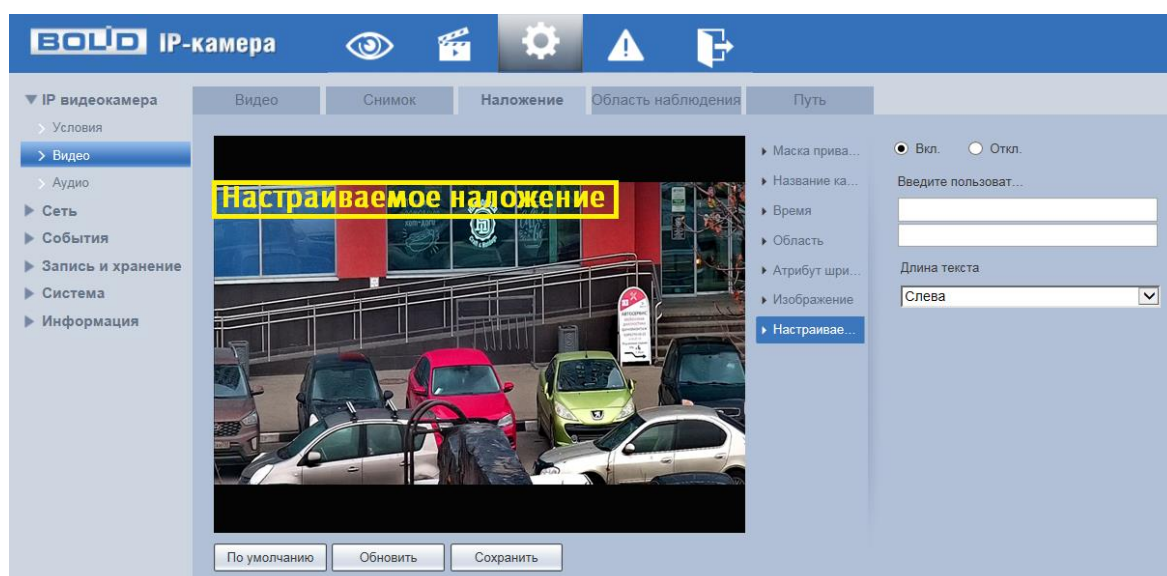 BOLID IP-камера
IP видеокамера
Условия
Видео
Аудио
Сеть
События
Запись и хранение
Система
Информация
Видео
Снимок
Наложение
Область наблюдения
Путь
Настраиваемое наложение
По умолчанию
Обновить
Сохранить
Маска прива...
Название ка...
Время
Область
Атрибут шри...
Изображение
Настраивае...
Вкл. Откл.
Введите пользоват...
Длина текста
Слева